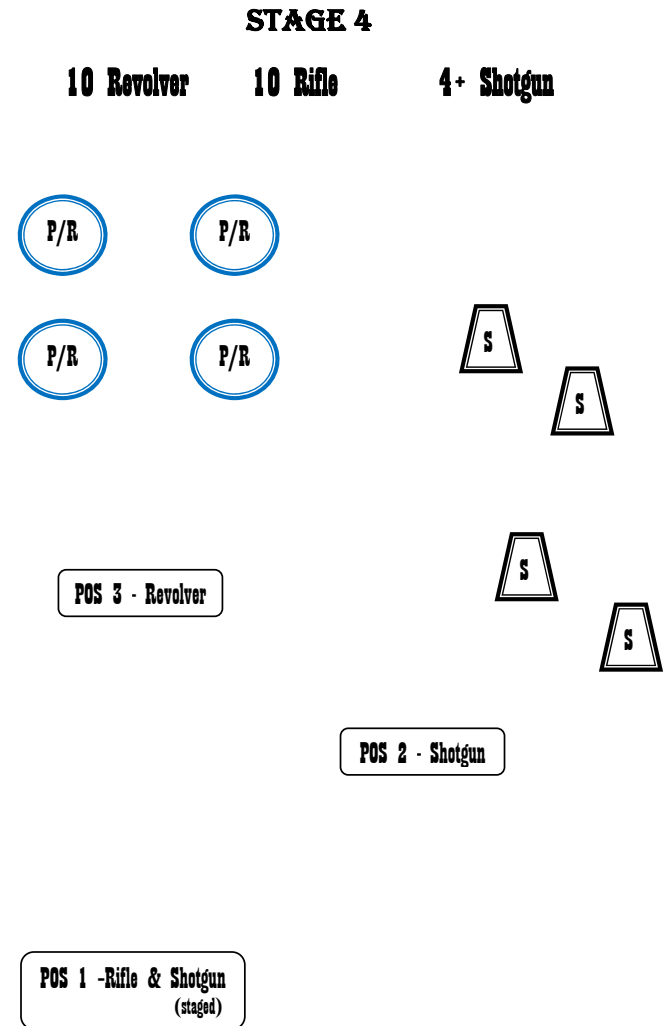 STAGE 4
10 Revolver 10 Rifle 4+ Shotgun
P/R P/R
P/R P/R
S
S
S
S
POS 3 - Revolver
POS 2 - Shotgun
POS 1 -Rifle & Shotgun
(staged)